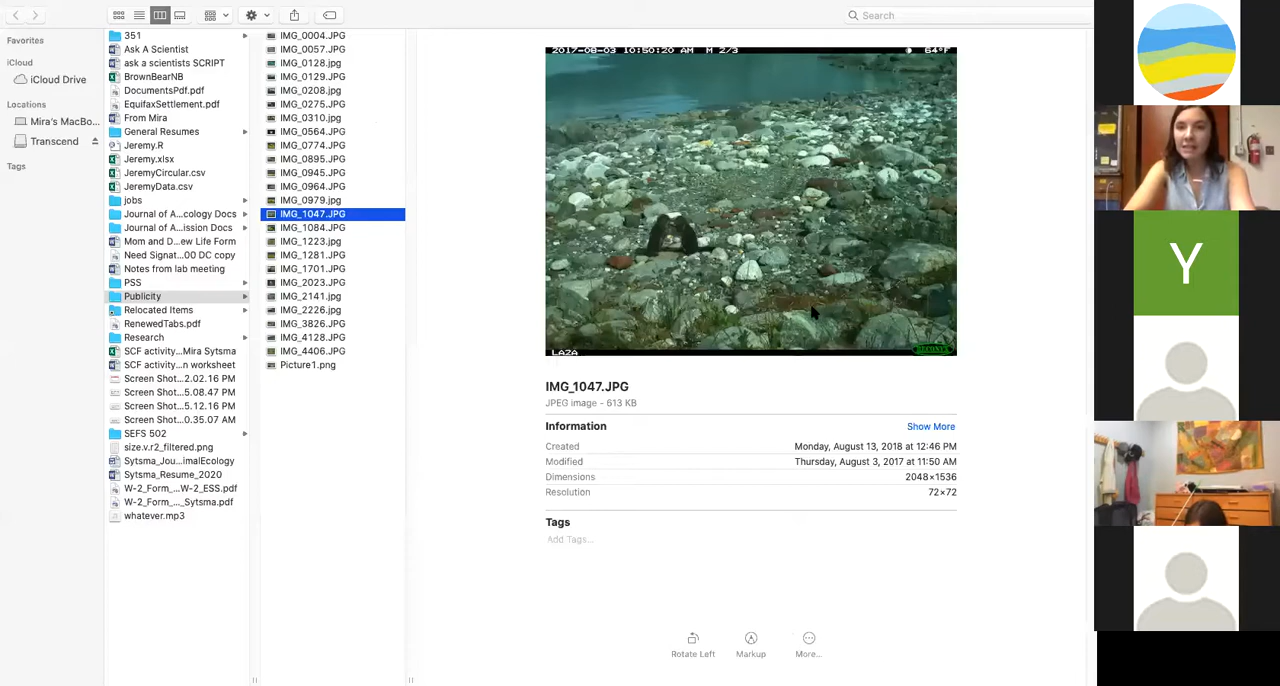 Search
Favorites
iCloud
iCloud Drive
Locations
Mira's MacBo...
Transcend
Tags
351
Ask A Scientist
ask a scientists SCRIPT
BrownBearNB
DocumentsPdf.pdf
EquifaxSettlement.pdf
From Mira
General Resumes
Jeremy.R
Jeremy.xlsx
JeremyCircular.csv
JeremyData.csv
jobs
Journal of A...cology Docs
Journal of A...ission Docs
Mom and D...ew Life Form
Need Signat...00 DC copy
Notes from lab meeting
PSS
Publicity
Relocated Items
RenewedTabs.pdf
Research
SCF activity...Mira Sytsma
SCF activity...n worksheet
Screen Shot...2.02.16 PM
Screen Shot...5.08.47 PM
Screen Shot...5.12.16 PM
Screen Shot...0.35.07 AM
SEFS 502
size.v.r2_filtered.png
Sytsma_Jou...imalEcology
Sytsma_Resume_2020
W-2_Form_...W-2_ESS.pdf
W-2_Form_..._Sytsma.pdf
whatever.mp3
IMG_0004.JPG
IMG_0057.JPG
IMG_0128.jpg
IMG_0129.JPG
IMG_0208.jpg
IMG_0275.JPG
IMG_0310.jpg
IMG_0564.JPG
IMG_0774.JPG
IMG_0895.JPG
IMG_0945.JPG
IMG_0964.JPG
IMG_0979.jpg
IMG_1047.JPG
IMG_1084.JPG
IMG_1223.jpg
IMG_1281.JPG
IMG_1701.JPG
IMG_2023.JPG
IMG_2141.jpg
IMG_2226.jpg
IMG_3826.JPG
IMG_4128.JPG
IMG_4406.JPG
Picture1.png
2017-08-03 10:50:20 AM M 2/3 64°F
LAZA
RECONYX
IMG_1047.JPG
JPEG image - 613 KB
Information Show More
Created Monday, August 13, 2018 at 12:46 PM
Modified Thursday, August 3, 2017 at 11:50 AM
Dimensions 2048×1536
Resolution 72×72
Tags
Add Tags...
Rotate Left Markup More...
Y